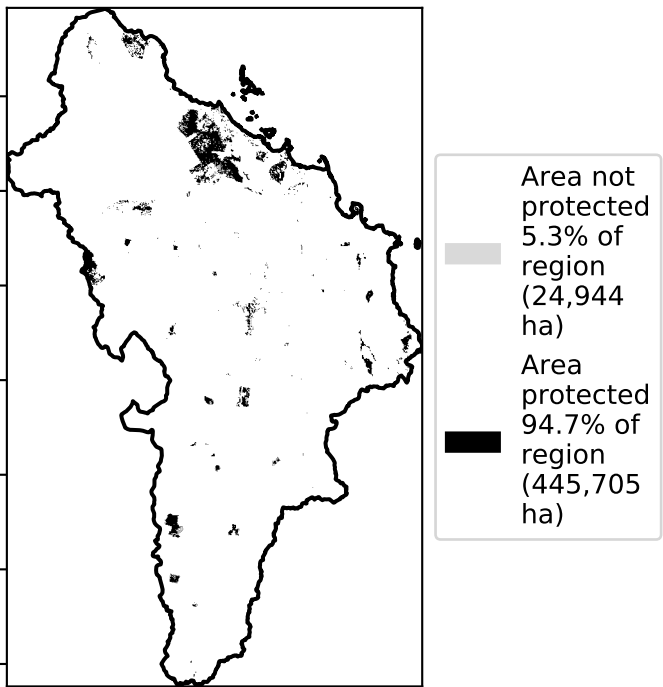 Area not
protected
5.3% of
region
(24,944
ha)
Area
protected
94.7% of
region
(445,705
ha)